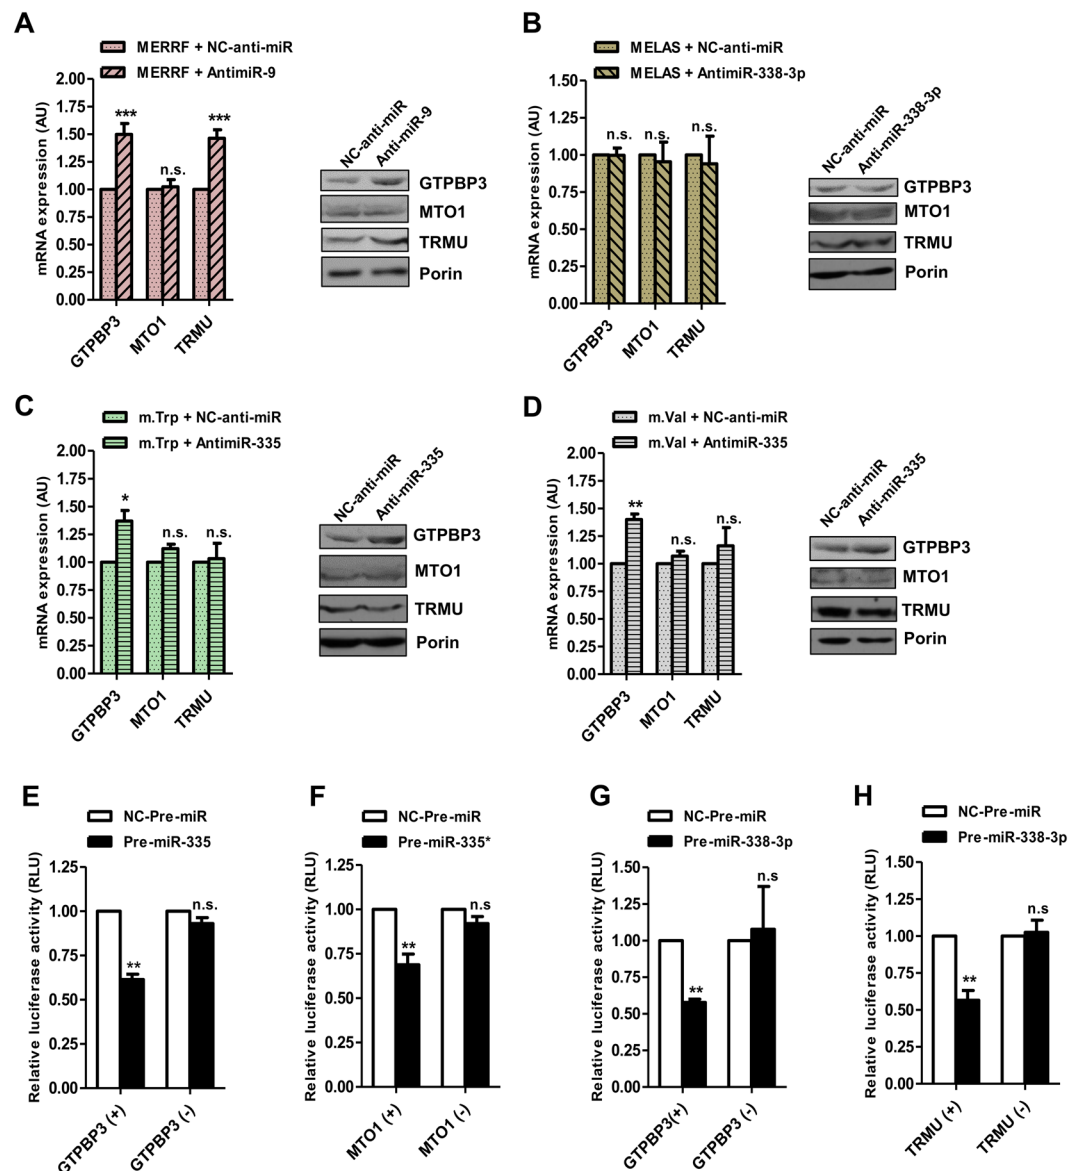 A
MERRF + NC-anti-miR
MERRF + AntimiR-9
mRNA expression (AU)
2.00
1.75
1.50
1.25
1.00
0.75
0.50
0.25
0.00
***
n.s.
***
GTPBP3
MTO1
TRMU
NC-anti-miR
Anti-miR-9
GTPBP3
MTO1
TRMU
Porin
B
MELAS + NC-anti-miR
MELAS + AntimiR-338-3p
mRNA expression (AU)
1.50
1.25
1.00
0.75
0.50
0.25
0.00
n.s.
n.s.
n.s.
GTPBP3
MTO1
TRMU
NC-anti-miR
Anti-miR-338-3p
GTPBP3
MTO1
TRMU
Porin
C
m.Trp + NC-anti-miR
m.Trp + AntimiR-335
mRNA expression (AU)
2.00
1.75
1.50
1.25
1.00
0.75
0.50
0.25
0.00
*
n.s.
n.s.
GTPBP3
MTO1
TRMU
NC-anti-miR
Anti-miR-335
GTPBP3
MTO1
TRMU
Porin
D
m.Val + NC-anti-miR
m.Val + AntimiR-335
mRNA expression (AU)
2.00
1.75
1.50
1.25
1.00
0.75
0.50
0.25
0.00
**
n.s.
n.s.
GTPBP3
MTO1
TRMU
NC-anti-miR
Anti-miR-335
GTPBP3
MTO1
TRMU
Porin
E
NC-Pre-miR
Pre-miR-335
Relative luciferase activity (RLU)
1.25
1.00
0.75
0.50
0.25
0.00
**
n.s.
GTPBP3 (+)
GTPBP3 (-)
F
NC-Pre-miR
Pre-miR-335*
Relative luciferase activity (RLU)
1.25
1.00
0.75
0.50
0.25
0.00
**
n.s
MTO1 (+)
MTO1 (-)
G
NC-Pre-miR
Pre-miR-338-3p
Relative luciferase activity (RLU)
1.50
1.25
1.00
0.75
0.50
0.25
0.00
**
n.s
GTPBP3(+)
GTPBP3 (-)
H
NC-Pre-miR
Pre-miR-338-3p
Relative luciferase activity (RLU)
1.50
1.25
1.00
0.75
0.50
0.25
0.00
**
n.s
TRMU (+)
TRMU (-)